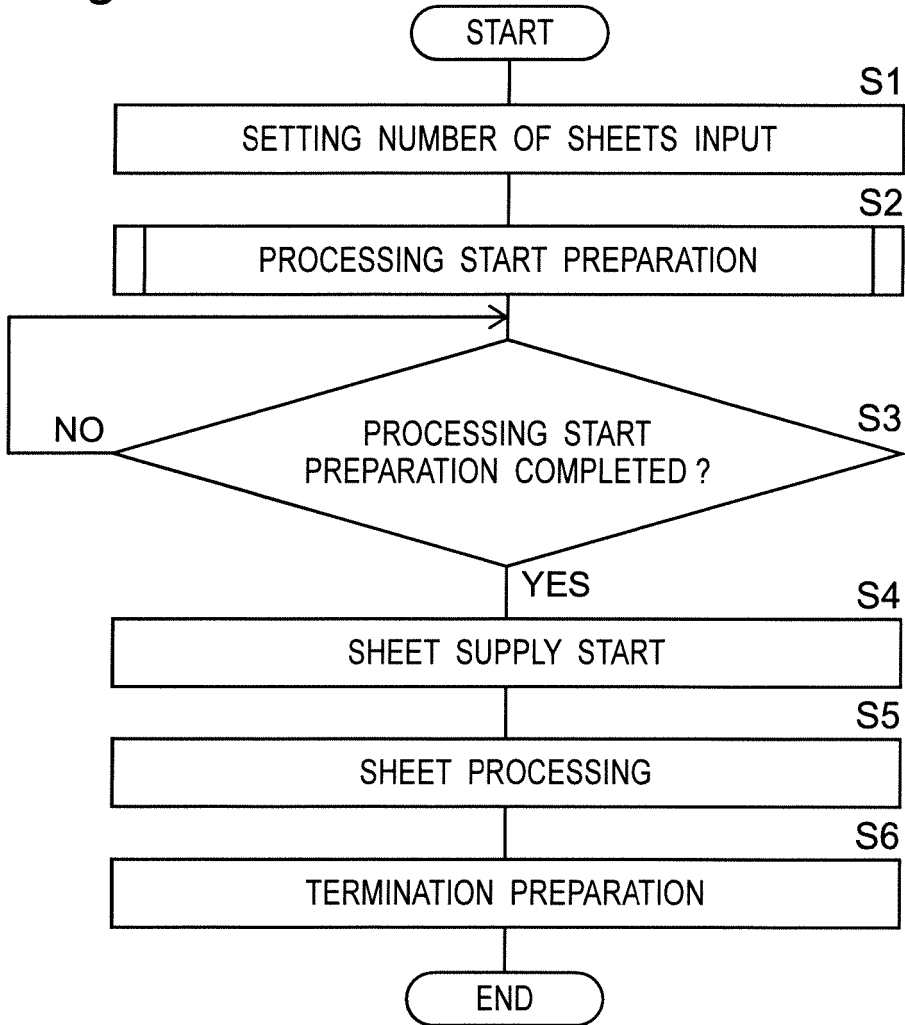 START
S1
SETTING NUMBER OF SHEETS INPUT
S2
PROCESSING START PREPARATION
S3
NO
PROCESSING START
PREPARATION COMPLETED ?
YES
S4
SHEET SUPPLY START
S5
SHEET PROCESSING
S6
TERMINATION PREPARATION
END